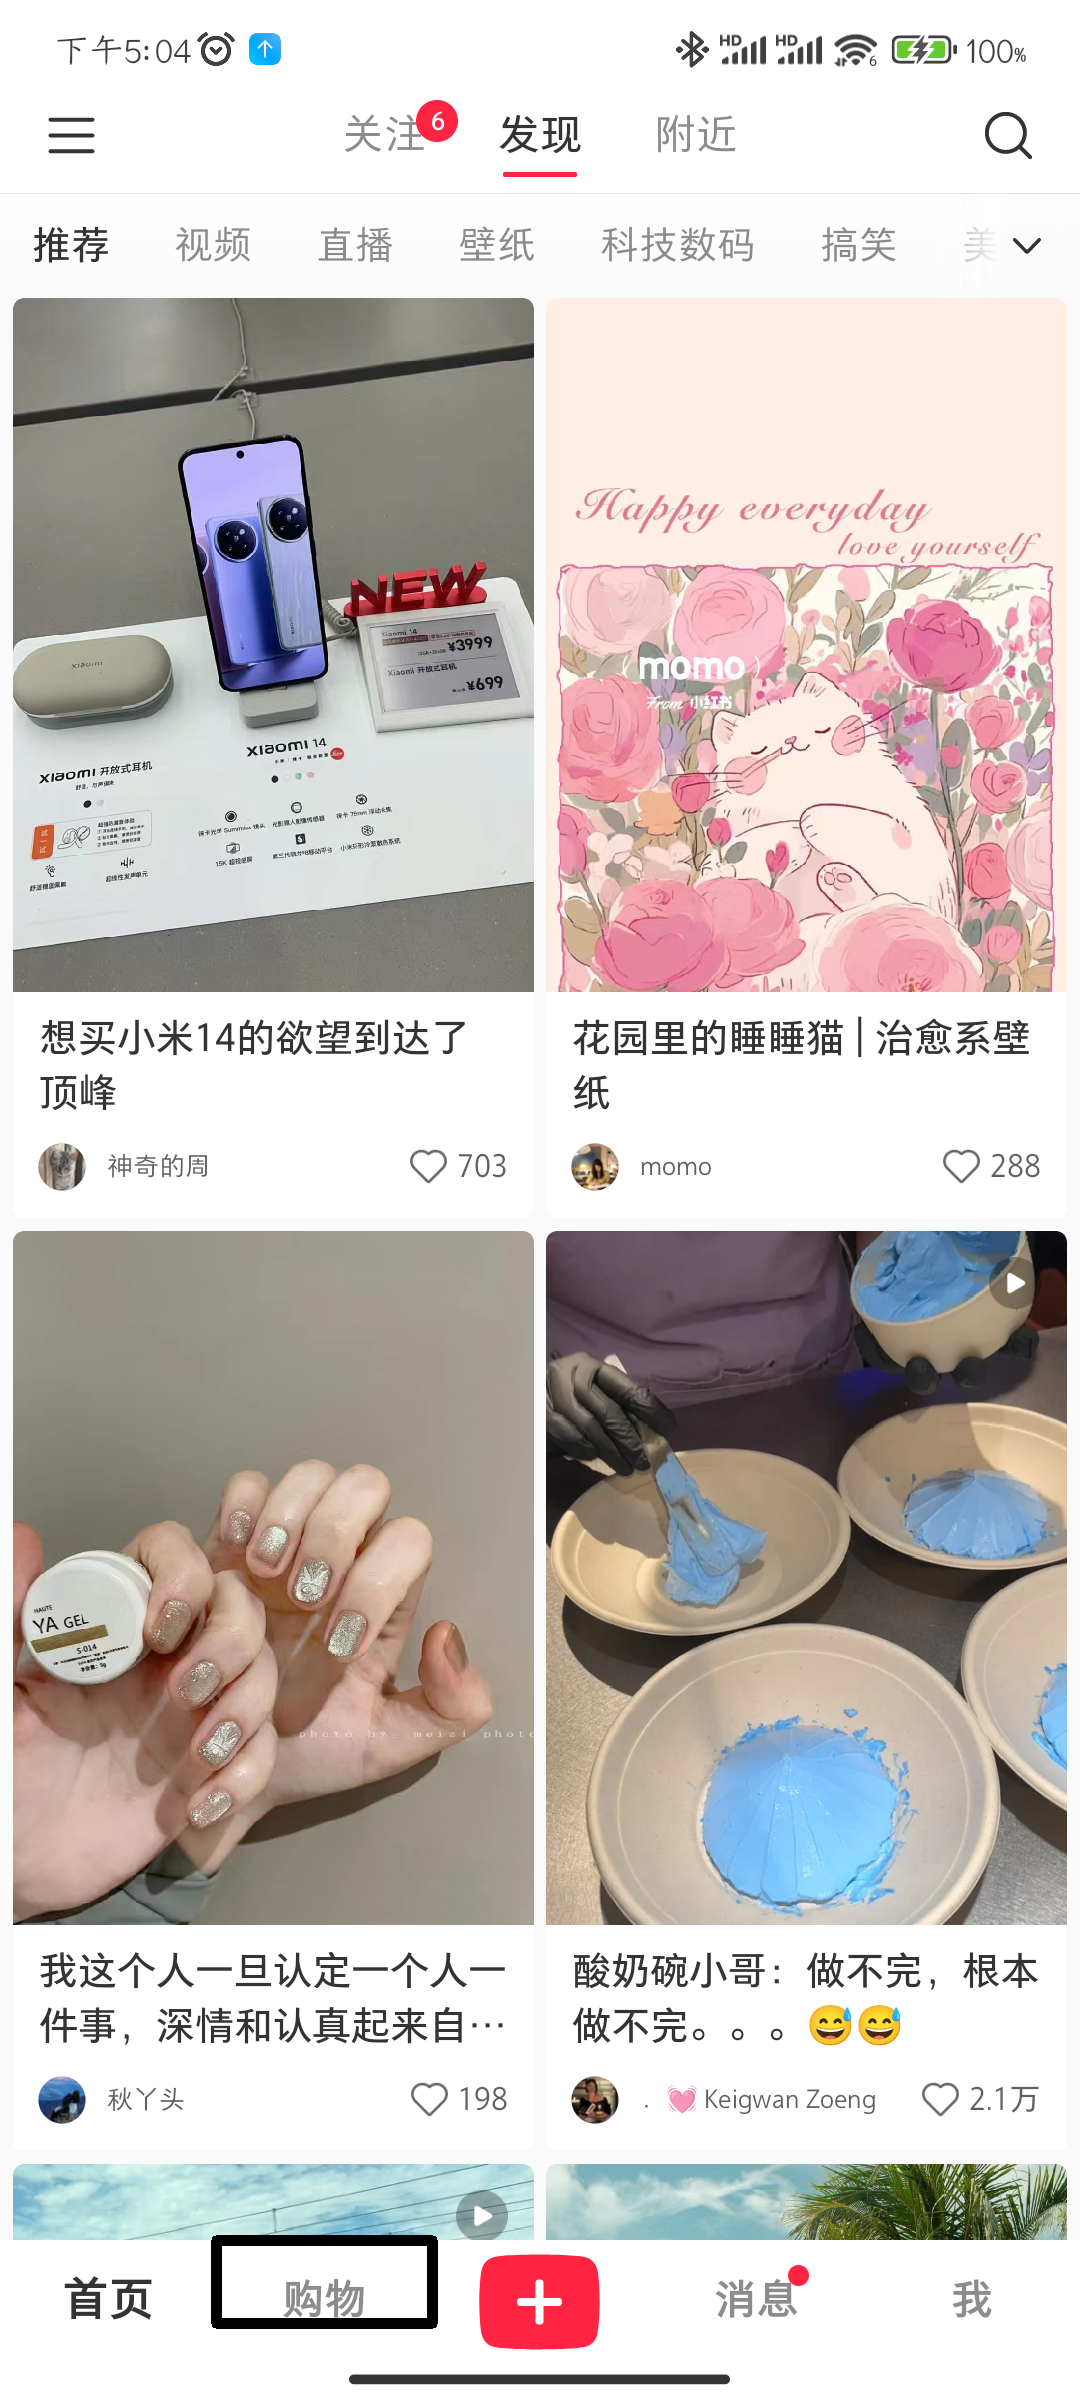 下午5:04
HD HD 6 100%
关注 6 发现 附近
推荐 视频 直播 壁纸 科技数码 搞笑 美
NEW
Xiaomi 14
¥3999
Xiaomi 开放式耳机
¥699
xiaomi
xiaomi 14
xiaomi 开放式耳机
Happy everyday
love yourself
momo
From 小红书
想买小米14的欲望到达了
顶峰
神奇的周 703
花园里的睡睡猫 | 治愈系壁
纸
momo 288
HAUTE
YA GEL
S·014
photo by meizi photo
我这个人一旦认定一个人一
件事，深情和认真起来自…
秋丫头 198
酸奶碗小哥：做不完，根本
做不完。。。😅😅
. 💓 Keigwan Zoeng 2.1万
首页 购物 消息 我